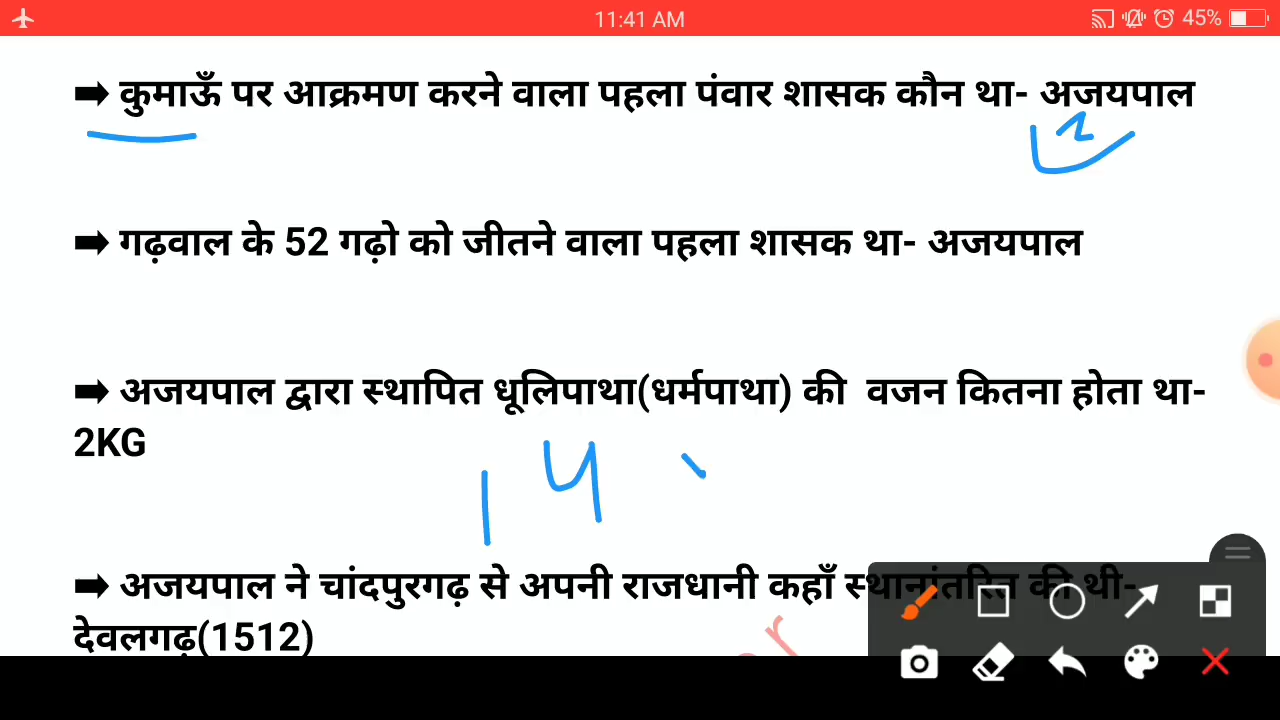 11:41 AM 45%
➡ कुमाऊँ पर आक्रमण करने वाला पहला पंवार शासक कौन था- अजयपाल
➡ गढ़वाल के 52 गढ़ो को जीतने वाला पहला शासक था- अजयपाल
➡ अजयपाल द्वारा स्थापित धूलिपाथा(धर्मपाथा) की वजन कितना होता था-
2KG
14
➡ अजयपाल ने चांदपुरगढ़ से अपनी राजधानी कहाँ स्थानांतरित की थी-
देवलगढ़(1512)